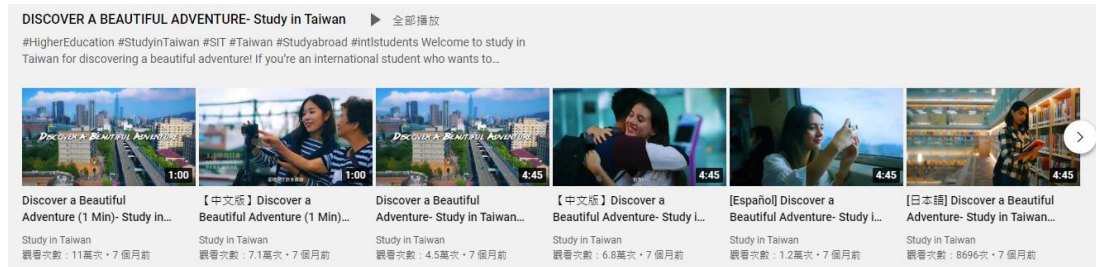 DISCOVER A BEAUTIFUL ADVENTURE- Study in Taiwan 全部播放
#HigherEducation #StudyinTaiwan #SIT #Taiwan #Studyabroad #intlstudents Welcome to study in
Taiwan for discovering a beautiful adventure! If you're an international student who wants to...
DISCOVER A BEAUTIFUL ADVENTURE
1:00
1:00
DISCOVER A BEAUTIFUL ADVENTURE
4:45
4:45
4:45
4:45
Discover a Beautiful
Adventure (1 Min)- Study in...
Study in Taiwan
觀看次數：11萬次・7 個月前
【中文版】Discover a
Beautiful Adventure (1 Min)...
Study in Taiwan
觀看次數：7.1萬次・7 個月前
Discover a Beautiful
Adventure- Study in Taiwan...
Study in Taiwan
觀看次數：4.5萬次・7 個月前
【中文版】Discover a
Beautiful Adventure- Study i...
Study in Taiwan
觀看次數：6.8萬次・7 個月前
[Español] Discover a
Beautiful Adventure- Study i...
Study in Taiwan
觀看次數：1.2萬次・7 個月前
[日本語] Discover a Beautiful
Adventure- Study in Taiwan...
Study in Taiwan
觀看次數：8696次・7 個月前